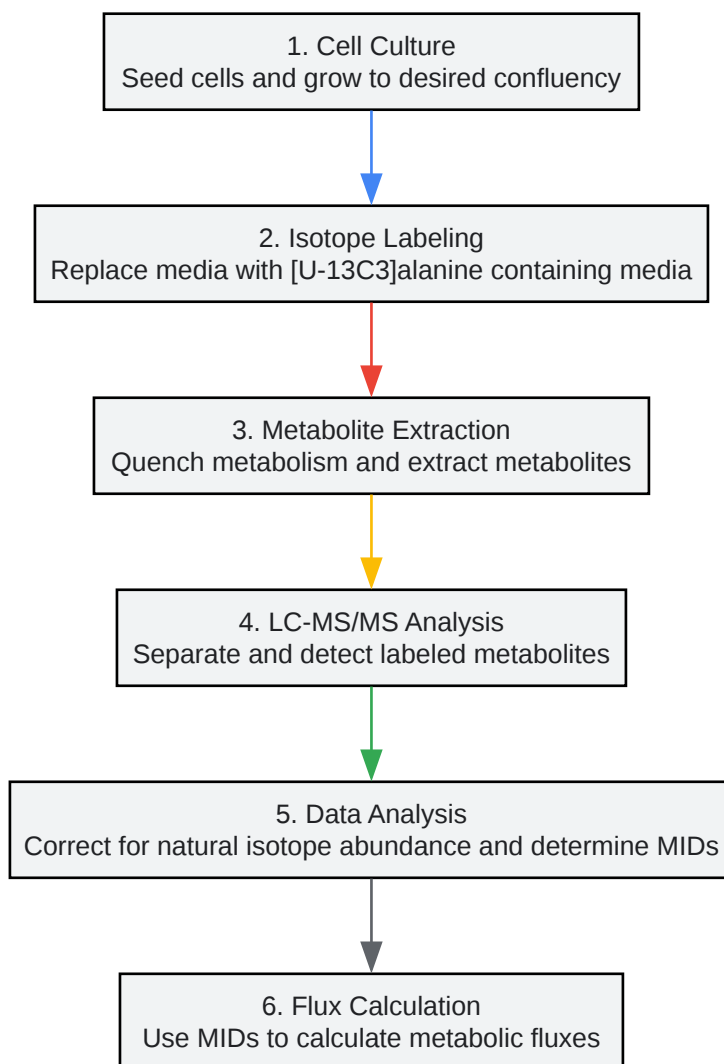 1. Cell Culture
Seed cells and grow to desired confluency
2. Isotope Labeling
Replace media with [U-13C3]alanine containing media
3. Metabolite Extraction
Quench metabolism and extract metabolites
4. LC-MS/MS Analysis
Separate and detect labeled metabolites
5. Data Analysis
Correct for natural isotope abundance and determine MIDs
6. Flux Calculation
Use MIDs to calculate metabolic fluxes